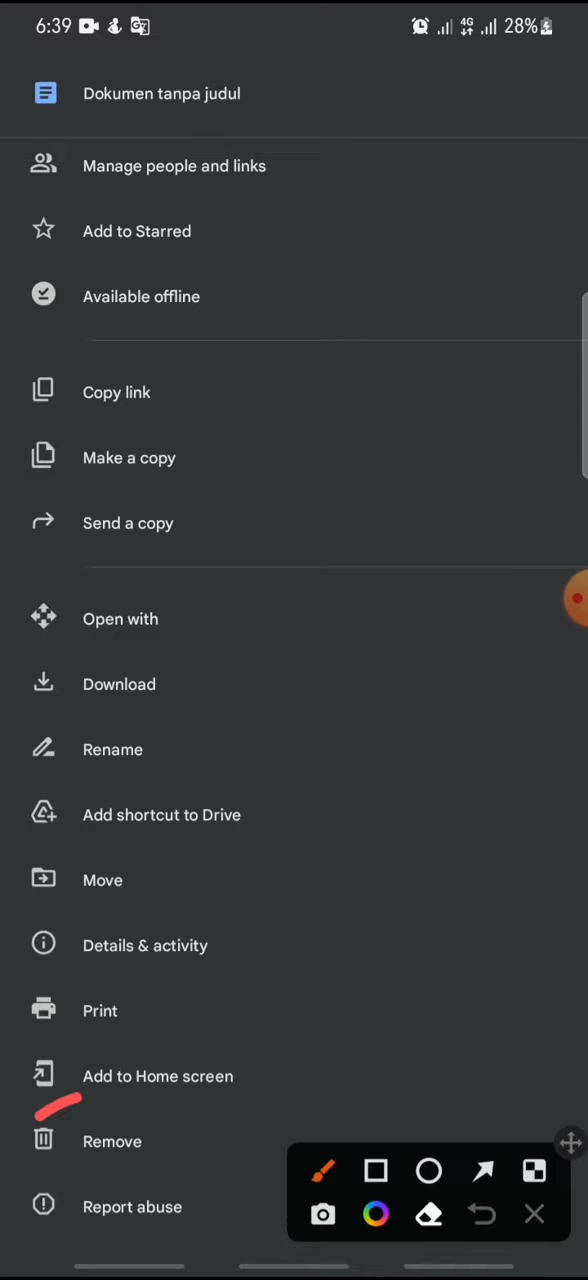 6:39 4G 28%
Dokumen tanpa judul
Manage people and links
Add to Starred
Available offline
Copy link
Make a copy
Send a copy
Open with
Download
Rename
Add shortcut to Drive
Move
Details & activity
Print
Add to Home screen
Remove
Report abuse